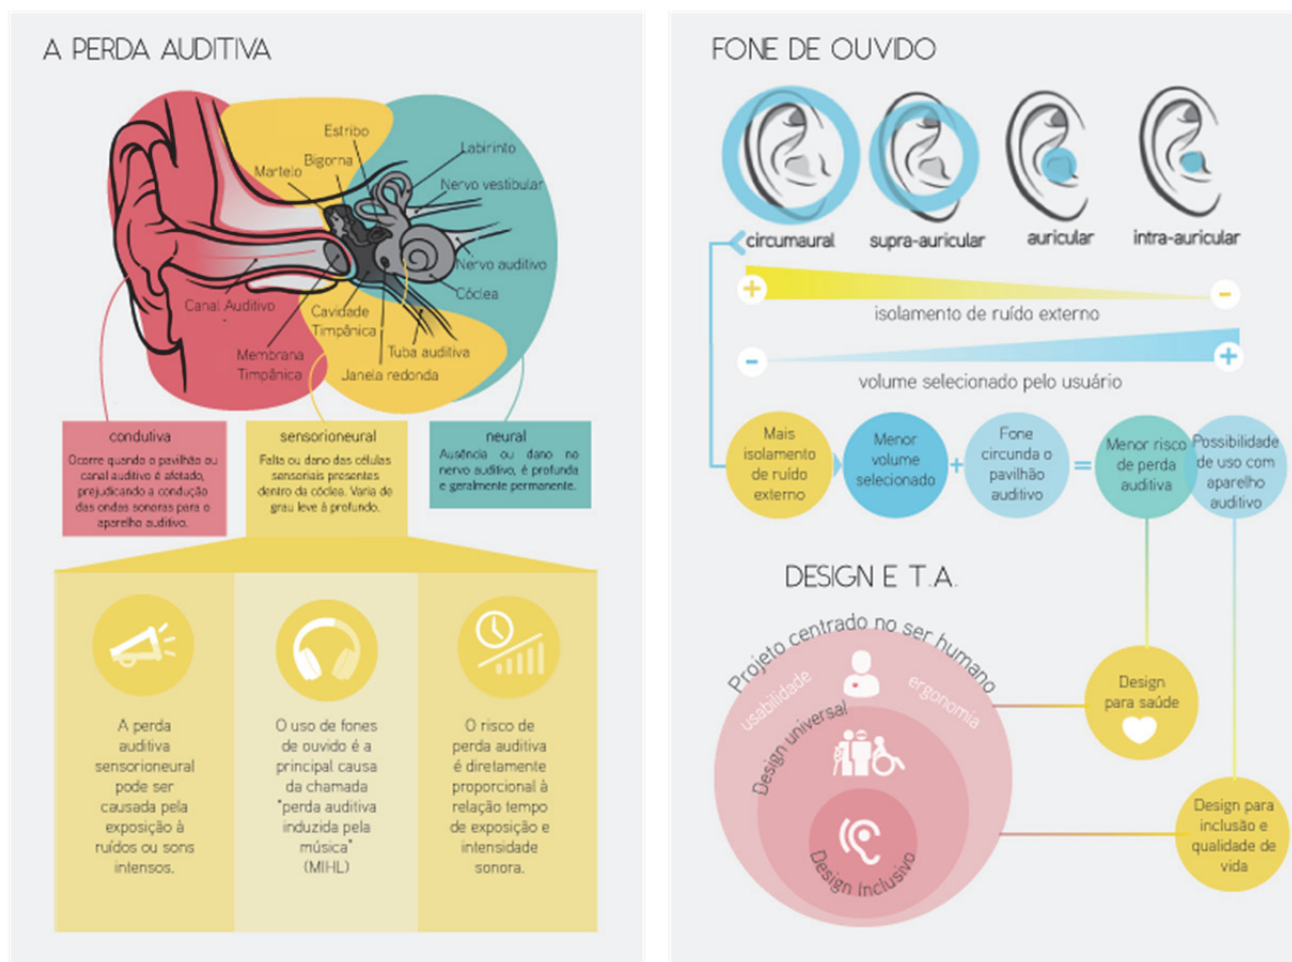 A PERDA AUDITIVA
Estribo
Bigorna
Martelo
Labirinto
Nervo vestibular
Nervo auditivo
Cóclea
Canal Auditivo
Cavidade
Timpânica
Membrana
Timpânica
Tuba auditiva
Janela redonda
condutiva
Ocorre quando o pavilhão ou
canal auditivo é afetado,
prejudicando a condução
das ondas sonoras para o
aparelho auditivo.
sensorioneural
Falta ou dano das células
sensoriais presentes
dentro da cóclea. Varia de
grau leve à profundo.
neural
Ausência ou dano no
nervo auditivo, é profunda
e geralmente permanente.
A perda
auditiva
sensorioneural
pode ser
causada pela
exposição à
ruídos ou sons
intensos.
O uso de fones
de ouvido é a
principal causa
da chamada
"perda auditiva
induzida pela
música"
(MIHL)
O risco de
perda auditiva
é diretamente
proporcional à
relação tempo
de exposição e
intensidade
sonora.
FONE DE OUVIDO
circumaural
supra-auricular
auricular
intra-auricular
+
-
isolamento de ruído externo
-
+
volume selecionado pelo usuário
Mais
isolamento
de ruído
externo
Menor
volume
selecionado
+
Fone
circunda o
pavilhão
auditivo
=
Menor risco
de perda
auditiva
Possibilidade
de uso com
aparelho
auditivo
DESIGN E T.A.
Projeto centrado no ser humano
usabilidade
ergonomia
Design universal
Design Inclusivo
Design
para saúde
Design para
inclusão e
qualidade de
vida